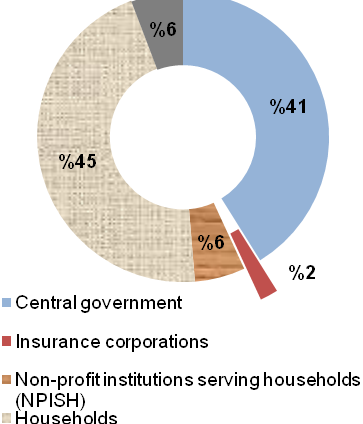 %6
%41
%45
%6
%2
Central government
Insurance corporations
Non-profit institutions serving households
(NPISH)
Households